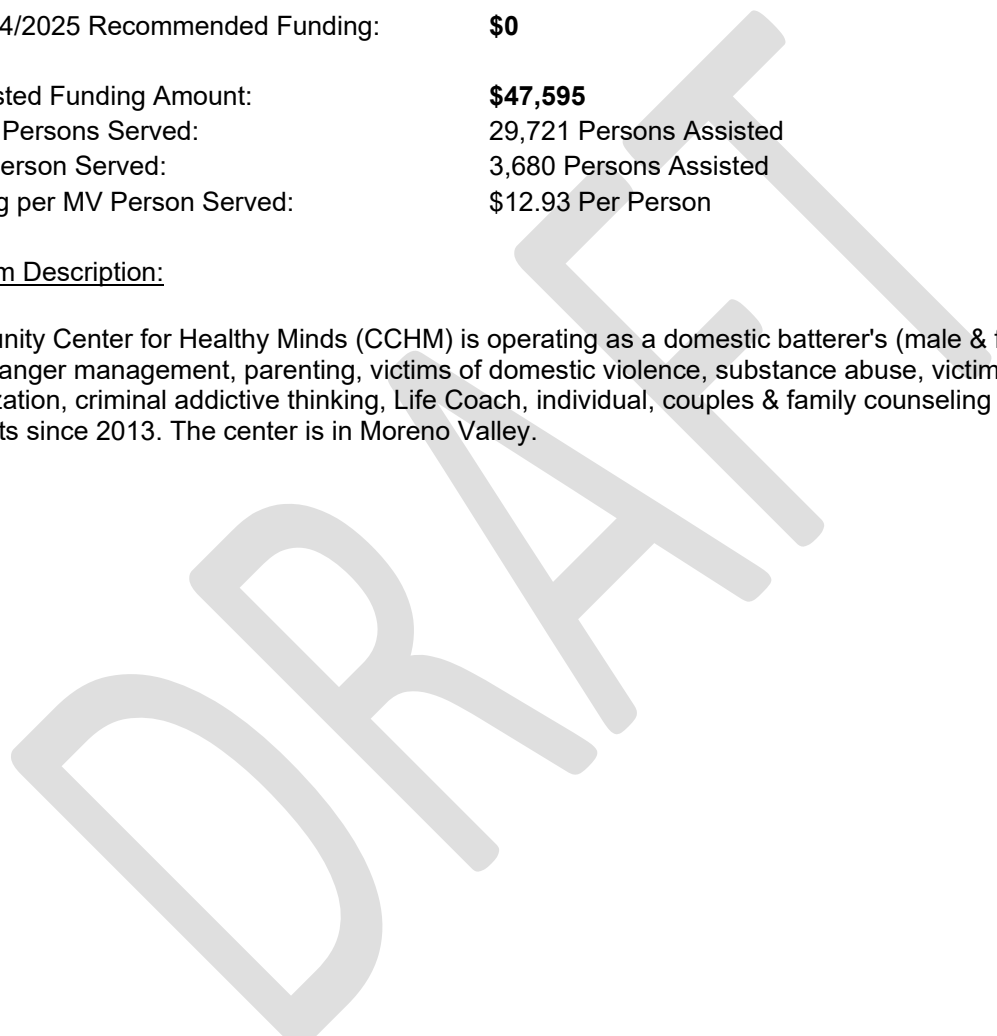 4/2025 Recommended Funding: $0
sted Funding Amount: $47,595
Persons Served: 29,721 Persons Assisted
erson Served: 3,680 Persons Assisted
g per MV Person Served: $12.93 Per Person
m Description:
unity Center for Healthy Minds (CCHM) is operating as a domestic batterer's (male & f
anger management, parenting, victims of domestic violence, substance abuse, victim
zation, criminal addictive thinking, Life Coach, individual, couples & family counseling
ts since 2013. The center is in Moreno Valley.
DRAFT